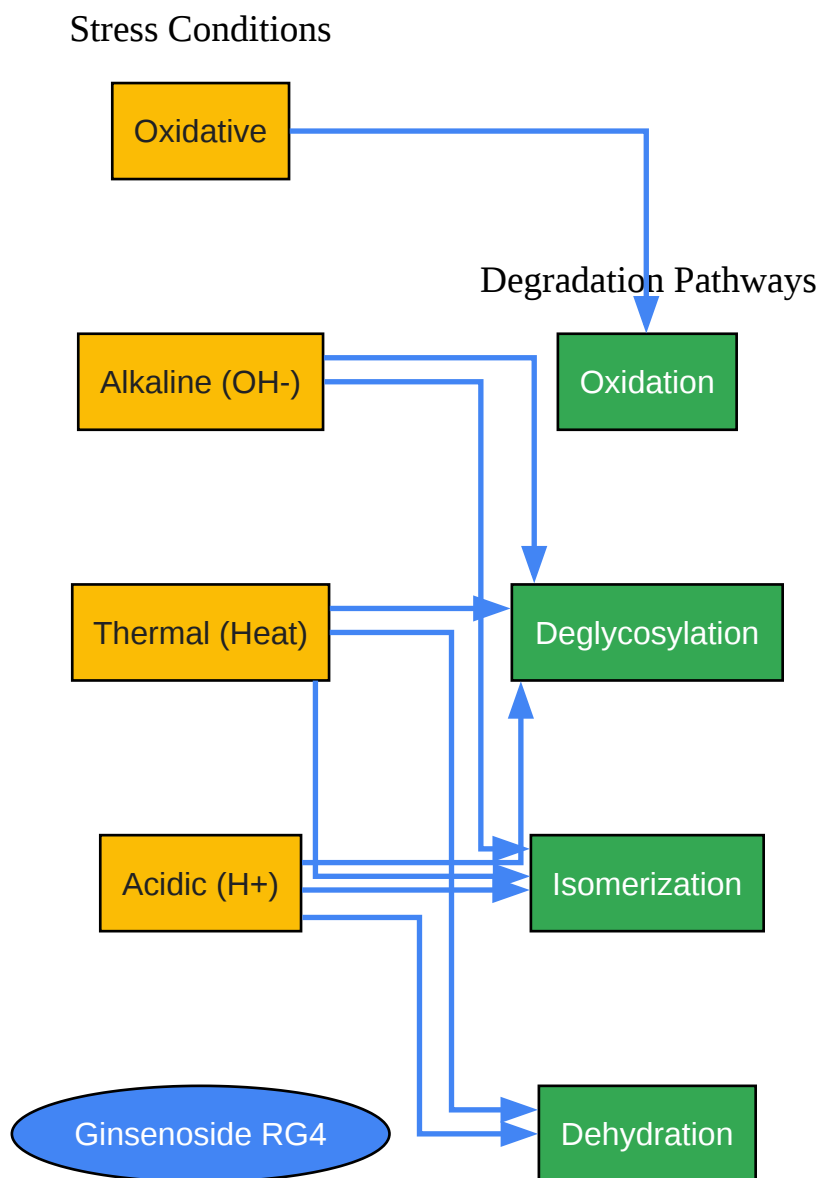 Stress Conditions
Oxidative
Degradation Pathways
Alkaline (OH-)
Oxidation
Thermal (Heat)
Deglycosylation
Acidic (H+)
Isomerization
Ginsenoside RG4
Dehydration